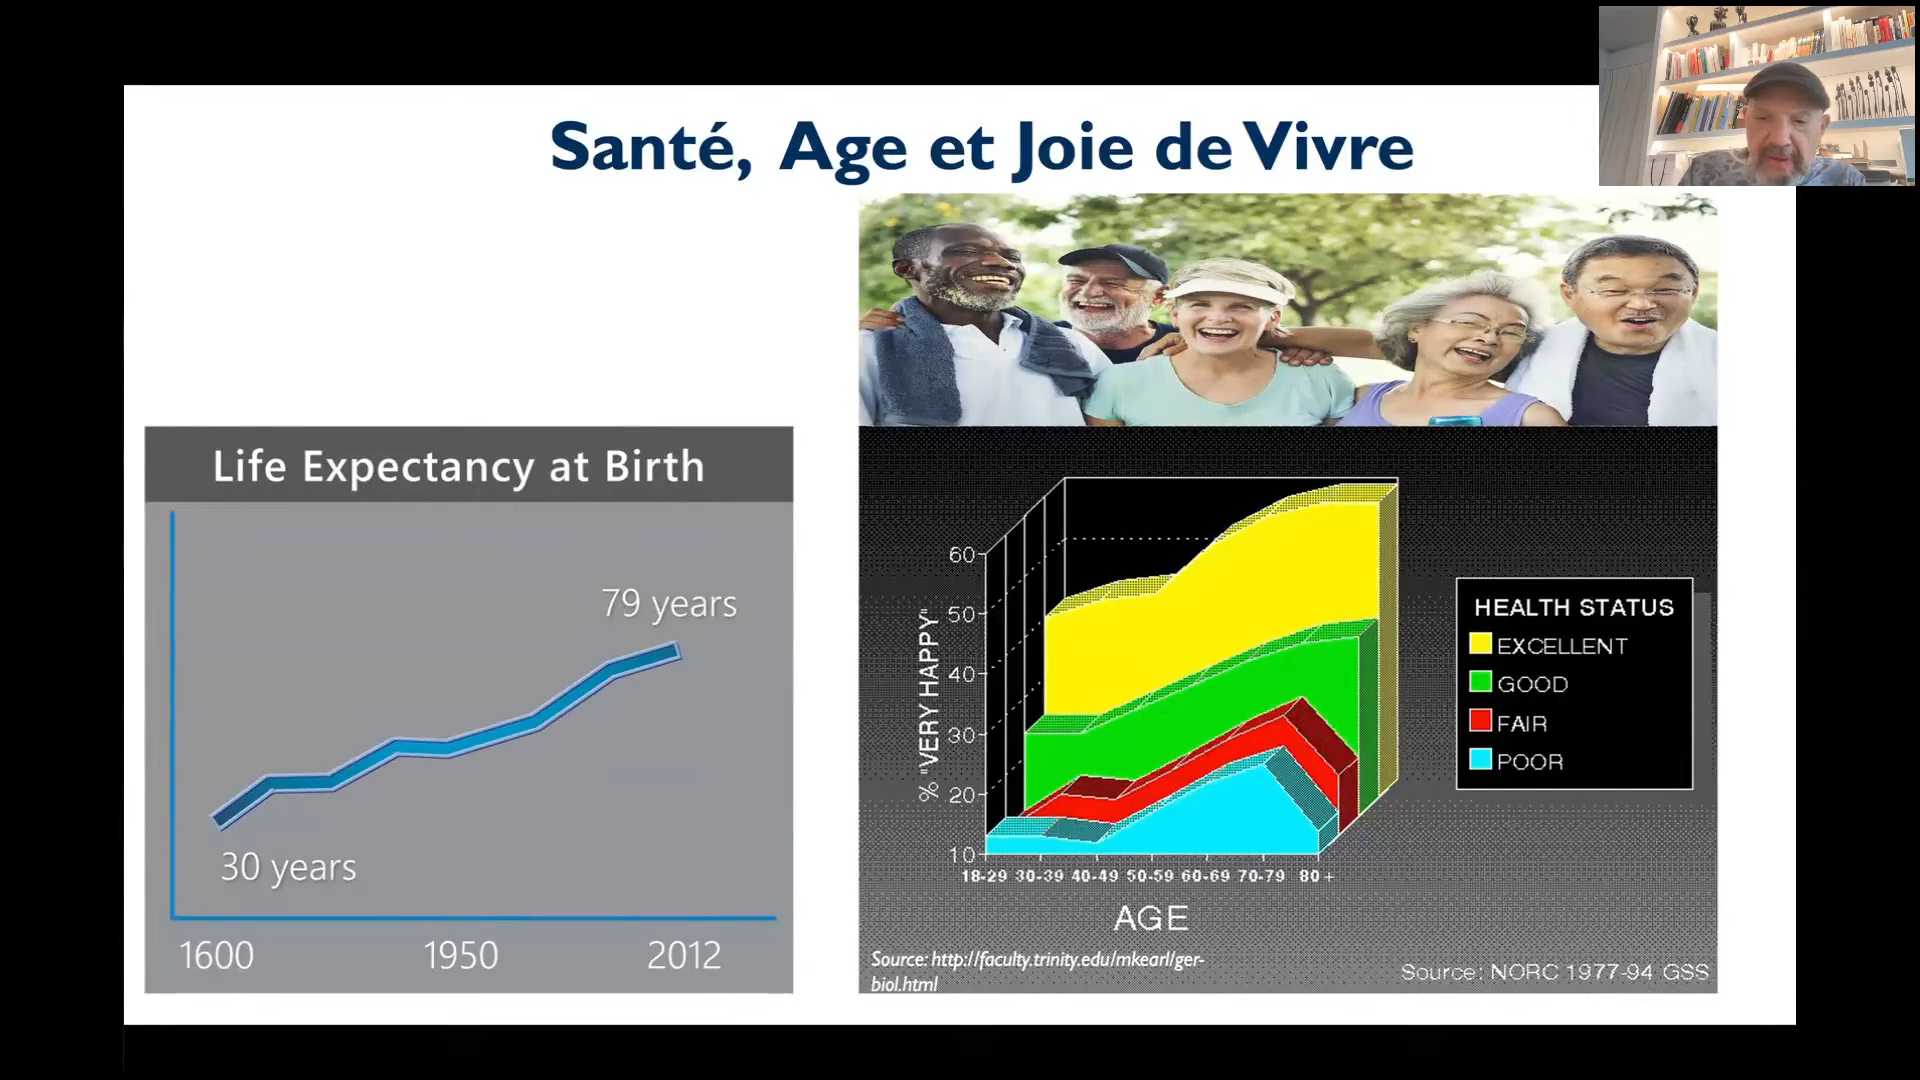 Santé, Age et Joie de Vivre
Life Expectancy at Birth
79 years
30 years
1600 1950 2012
60
50
40
30
20
10
% "VERY HAPPY"
18-29 30-39 40-49 50-59 60-69 70-79 80+
AGE
HEALTH STATUS
EXCELLENT
GOOD
FAIR
POOR
Source: http://faculty.trinity.edu/mkearl/ger-
biol.html
Source: NORC 1977-94 GSS